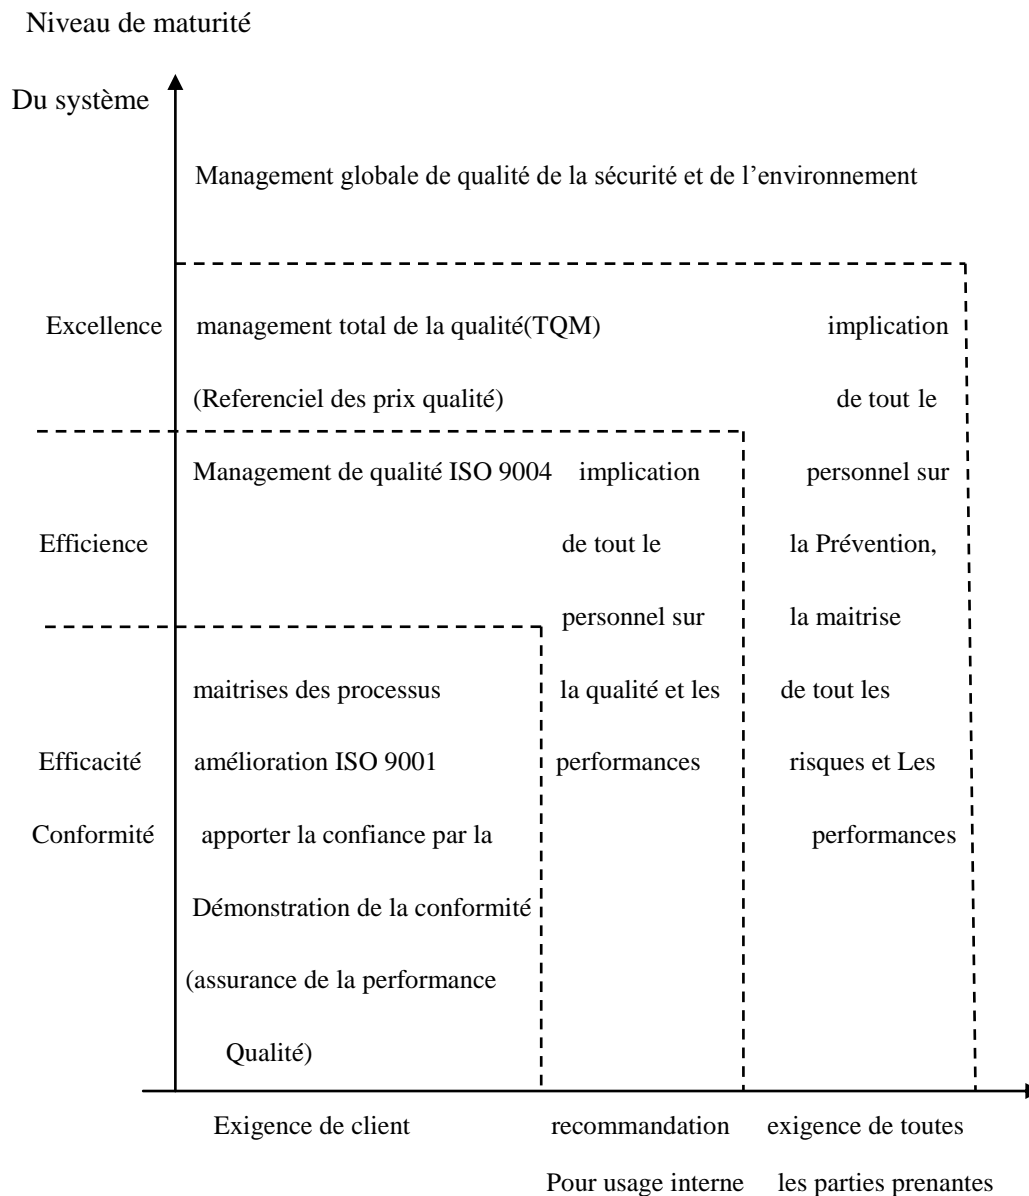 Niveau de maturité
Du système
Management globale de qualité de la sécurité et de l’environnement
Excellence management total de la qualité(TQM) implication
(Referenciel des prix qualité) de tout le
Management de qualité ISO 9004 implication personnel sur
Efficience de tout le la Prévention,
personnel sur la maitrise
maitrises des processus la qualité et les de tout les
Efficacité amélioration ISO 9001 performances risques et Les
Conformité apporter la confiance par la performances
Démonstration de la conformité
(assurance de la performance
Qualité)
Exigence de client recommandation exigence de toutes
Pour usage interne les parties prenantes